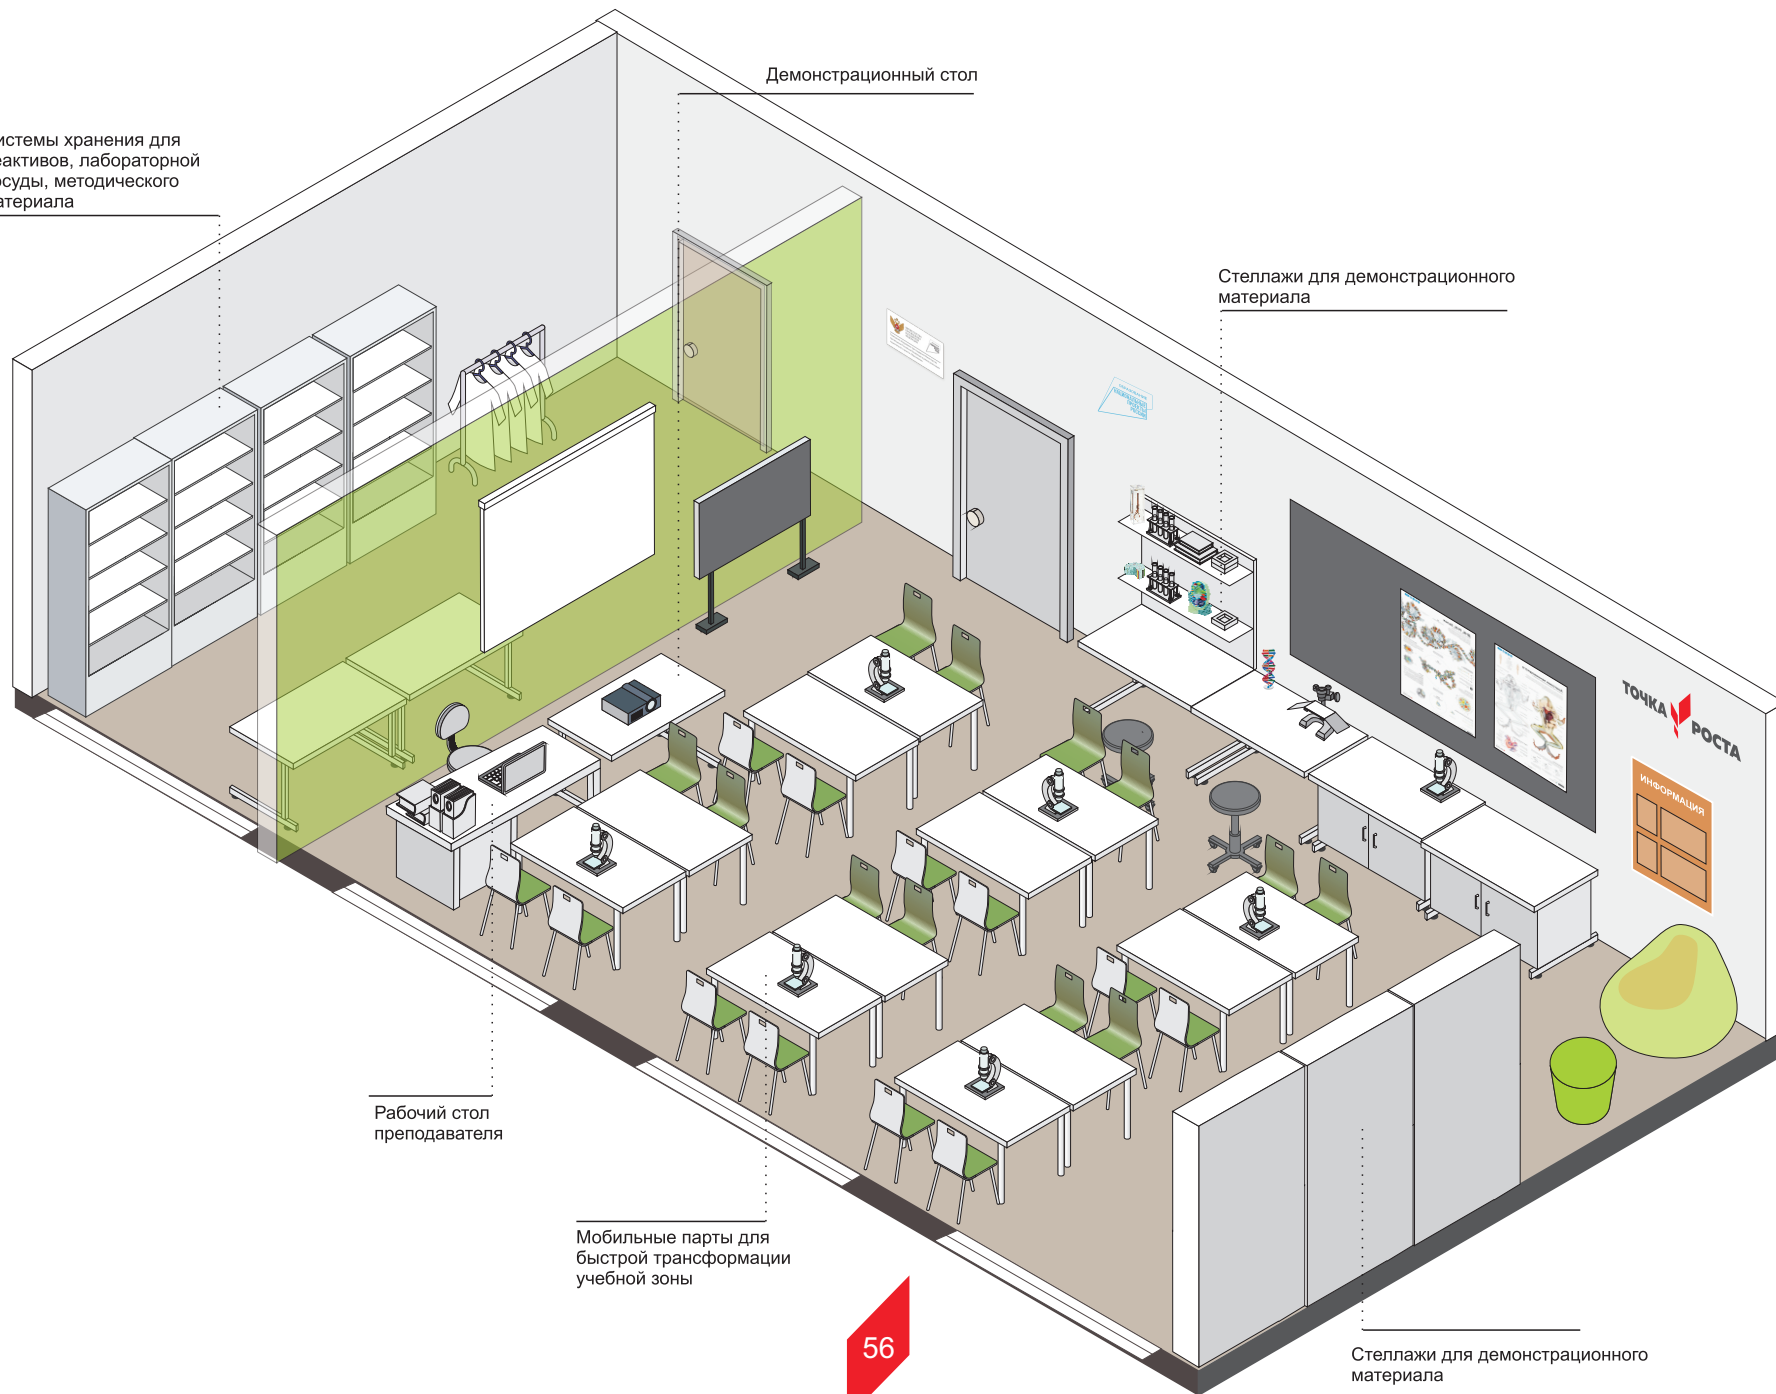 Демонстрационный стол
истемы хранения для
еактивов, лабораторной
осуды, методического
атериала
Стеллажи для демонстрационного
материала
ТОЧКА РОСТА
ИНФОРМАЦИЯ
Рабочий стол
преподавателя
Мобильные парты для
быстрой трансформации
учебной зоны
56
Стеллажи для демонстрационного
материала